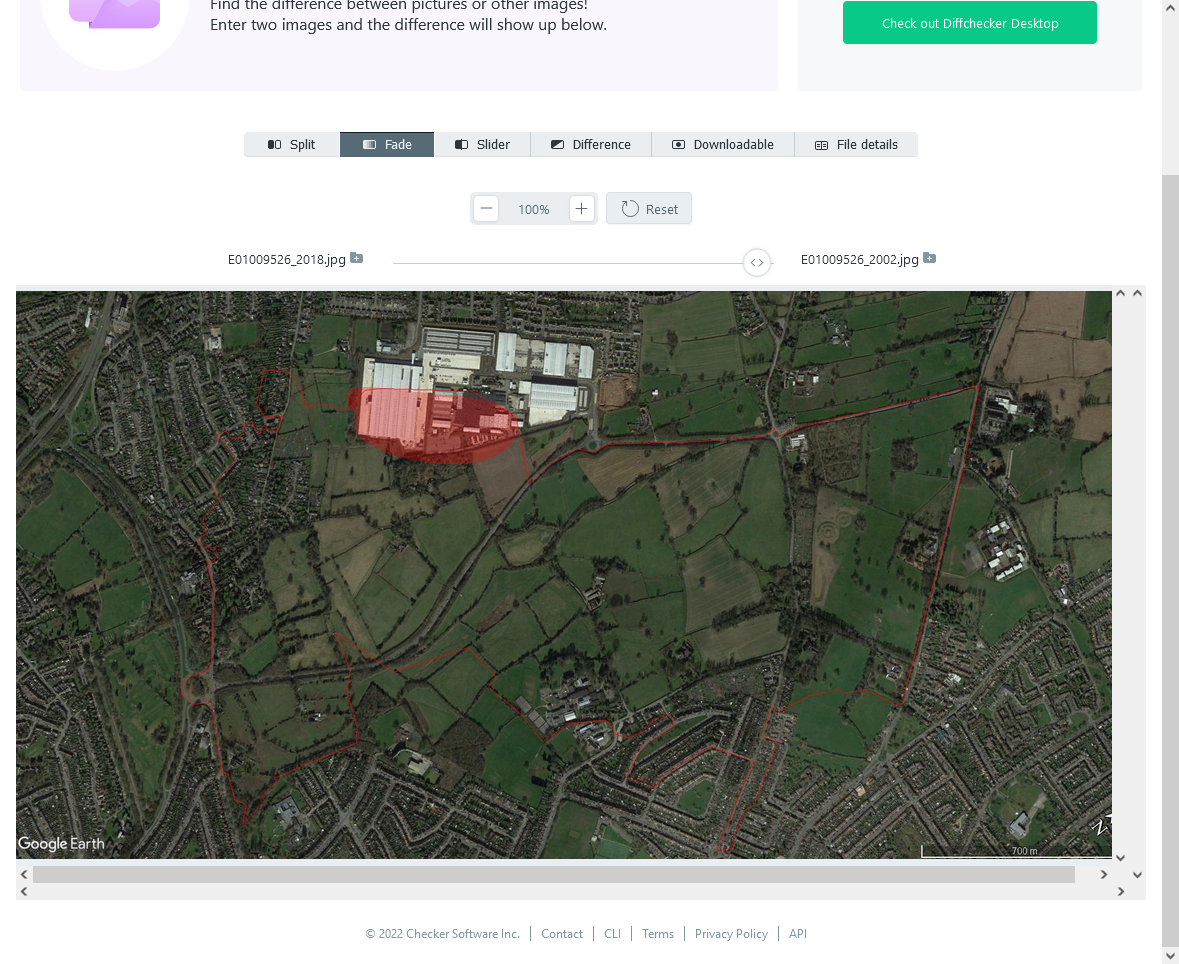 Find the difference between pictures or other images!
Enter two images and the difference will show up below.
Check out Diffchecker Desktop
Split Fade Slider Difference Downloadable File details
100% Reset
E01009526_2018.jpg E01009526_2002.jpg
Google Earth
700 m
N
© 2022 Checker Software Inc. Contact CLI Terms Privacy Policy API